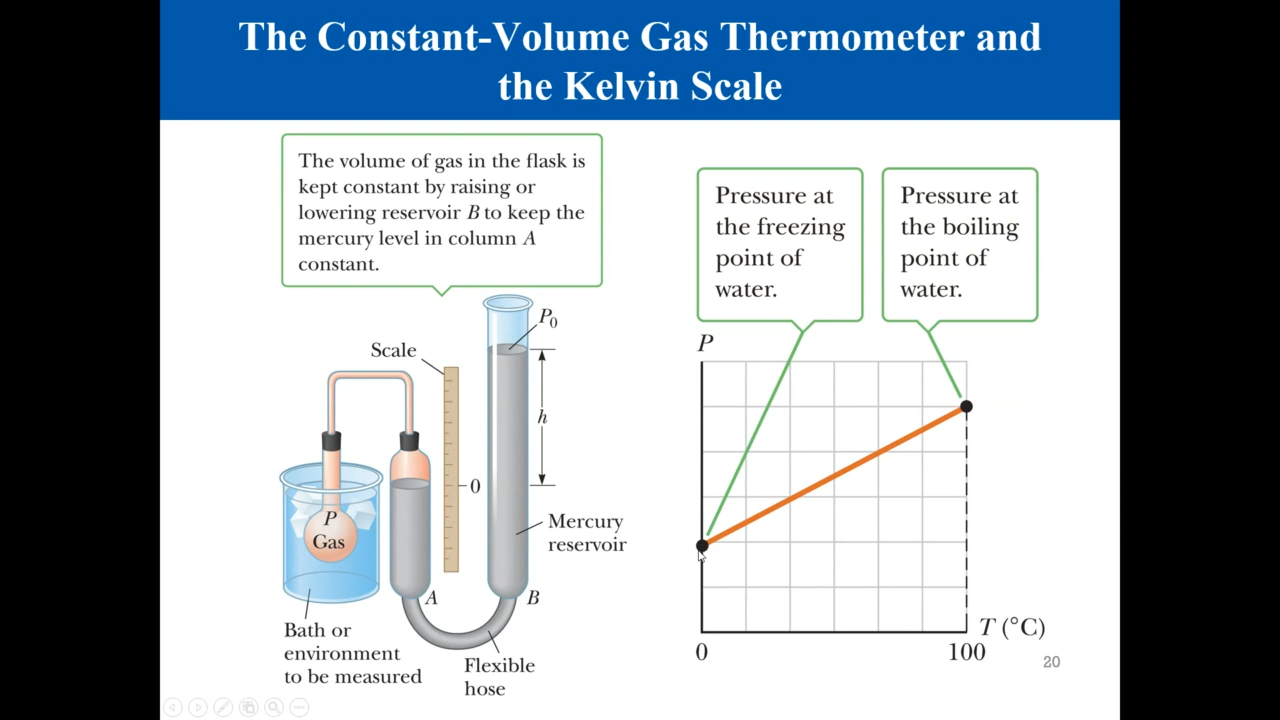 The Constant-Volume Gas Thermometer and
the Kelvin Scale
The volume of gas in the flask is
kept constant by raising or
lowering reservoir B to keep the
mercury level in column A
constant.
Pressure at
the freezing
point of
water.
Pressure at
the boiling
point of
water.
P₀
Scale
h
0
P
Gas
Mercury
reservoir
A
B
Bath or
environment
to be measured
Flexible
hose
P
T (°C)
0
100
20